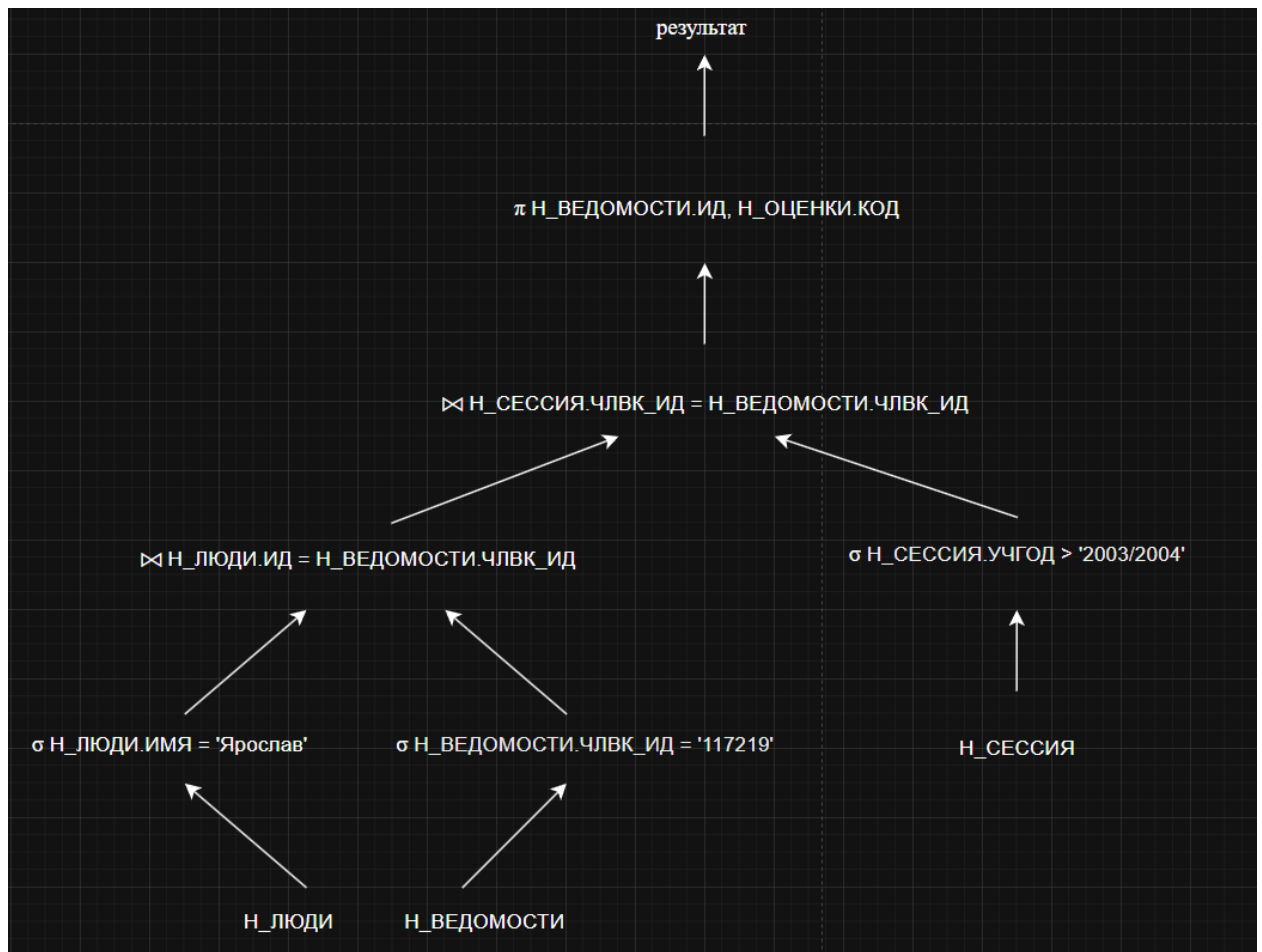 результат
π Н_ВЕДОМОСТИ.ИД, Н_ОЦЕНКИ.КОД
⋈ Н_СЕССИЯ.ЧЛВК_ИД = Н_ВЕДОМОСТИ.ЧЛВК_ИД
⋈ Н_ЛЮДИ.ИД = Н_ВЕДОМОСТИ.ЧЛВК_ИД
σ Н_СЕССИЯ.УЧГОД > '2003/2004'
σ Н_ЛЮДИ.ИМЯ = 'Ярослав'
σ Н_ВЕДОМОСТИ.ЧЛВК_ИД = '117219'
Н_СЕССИЯ
Н_ЛЮДИ
Н_ВЕДОМОСТИ